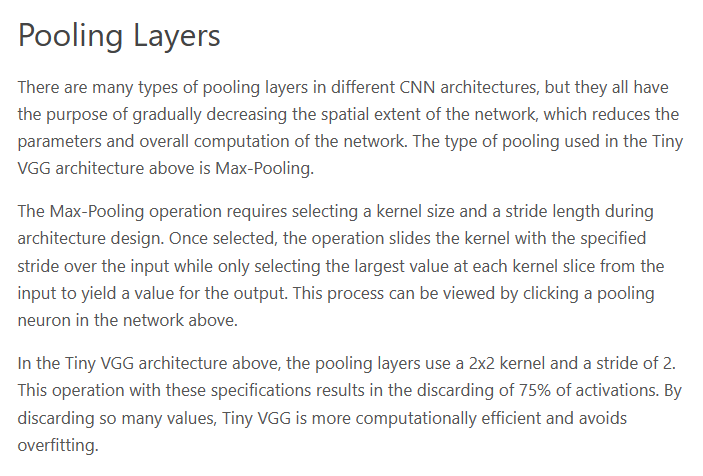 Pooling Layers
There are many types of pooling layers in different CNN architectures, but they all have
the purpose of gradually decreasing the spatial extent of the network, which reduces the
parameters and overall computation of the network. The type of pooling used in the Tiny
VGG architecture above is Max-Pooling.
The Max-Pooling operation requires selecting a kernel size and a stride length during
architecture design. Once selected, the operation slides the kernel with the specified
stride over the input while only selecting the largest value at each kernel slice from the
input to yield a value for the output. This process can be viewed by clicking a pooling
neuron in the network above.
In the Tiny VGG architecture above, the pooling layers use a 2x2 kernel and a stride of 2.
This operation with these specifications results in the discarding of 75% of activations. By
discarding so many values, Tiny VGG is more computationally efficient and avoids
overfitting.